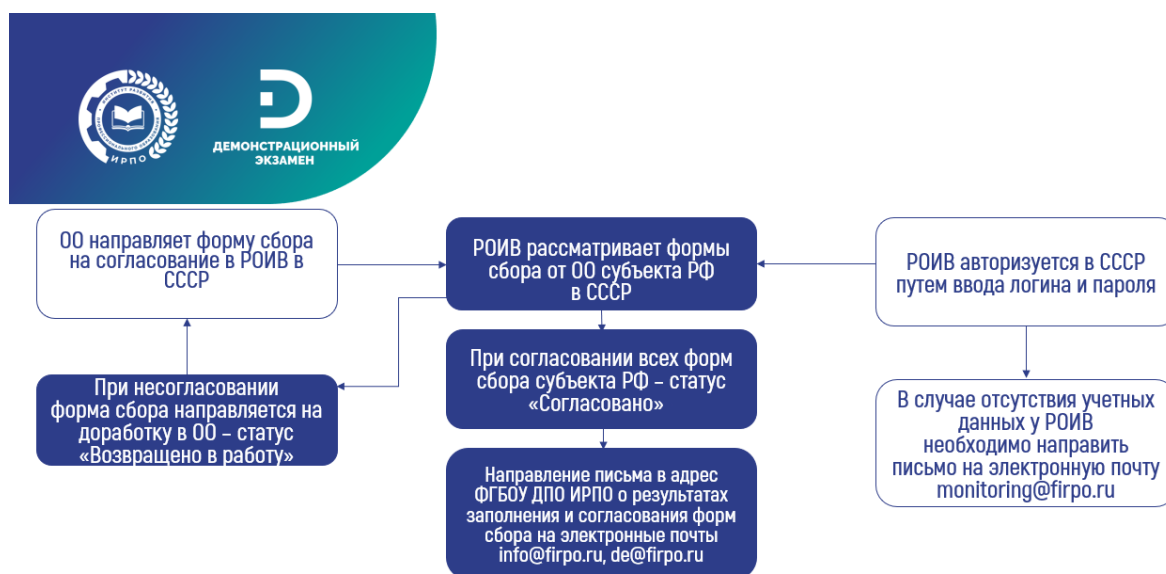 ИНСТИТУТ РАЗВИТИЯ
ПРОФЕССИОНАЛЬНОГО ОБРАЗОВАНИЯ
ИРПО
ДЕМОНСТРАЦИОННЫЙ
ЭКЗАМЕН
ОО направляет форму сбора
на согласование в РОИВ в
СССР
РОИВ рассматривает формы
сбора от ОО субъекта РФ
в СССР
РОИВ авторизуется в СССР
путем ввода логина и пароля
При несогласовании
форма сбора направляется на
доработку в ОО – статус
«Возвращено в работу»
При согласовании всех форм
сбора субъекта РФ – статус
«Согласовано»
В случае отсутствия учетных
данных у РОИВ
необходимо направить
письмо на электронную почту
monitoring@firpo.ru
Направление письма в адрес
ФГБОУ ДПО ИРПО о результатах
заполнения и согласования форм
сбора на электронные почты
info@firpo.ru, de@firpo.ru